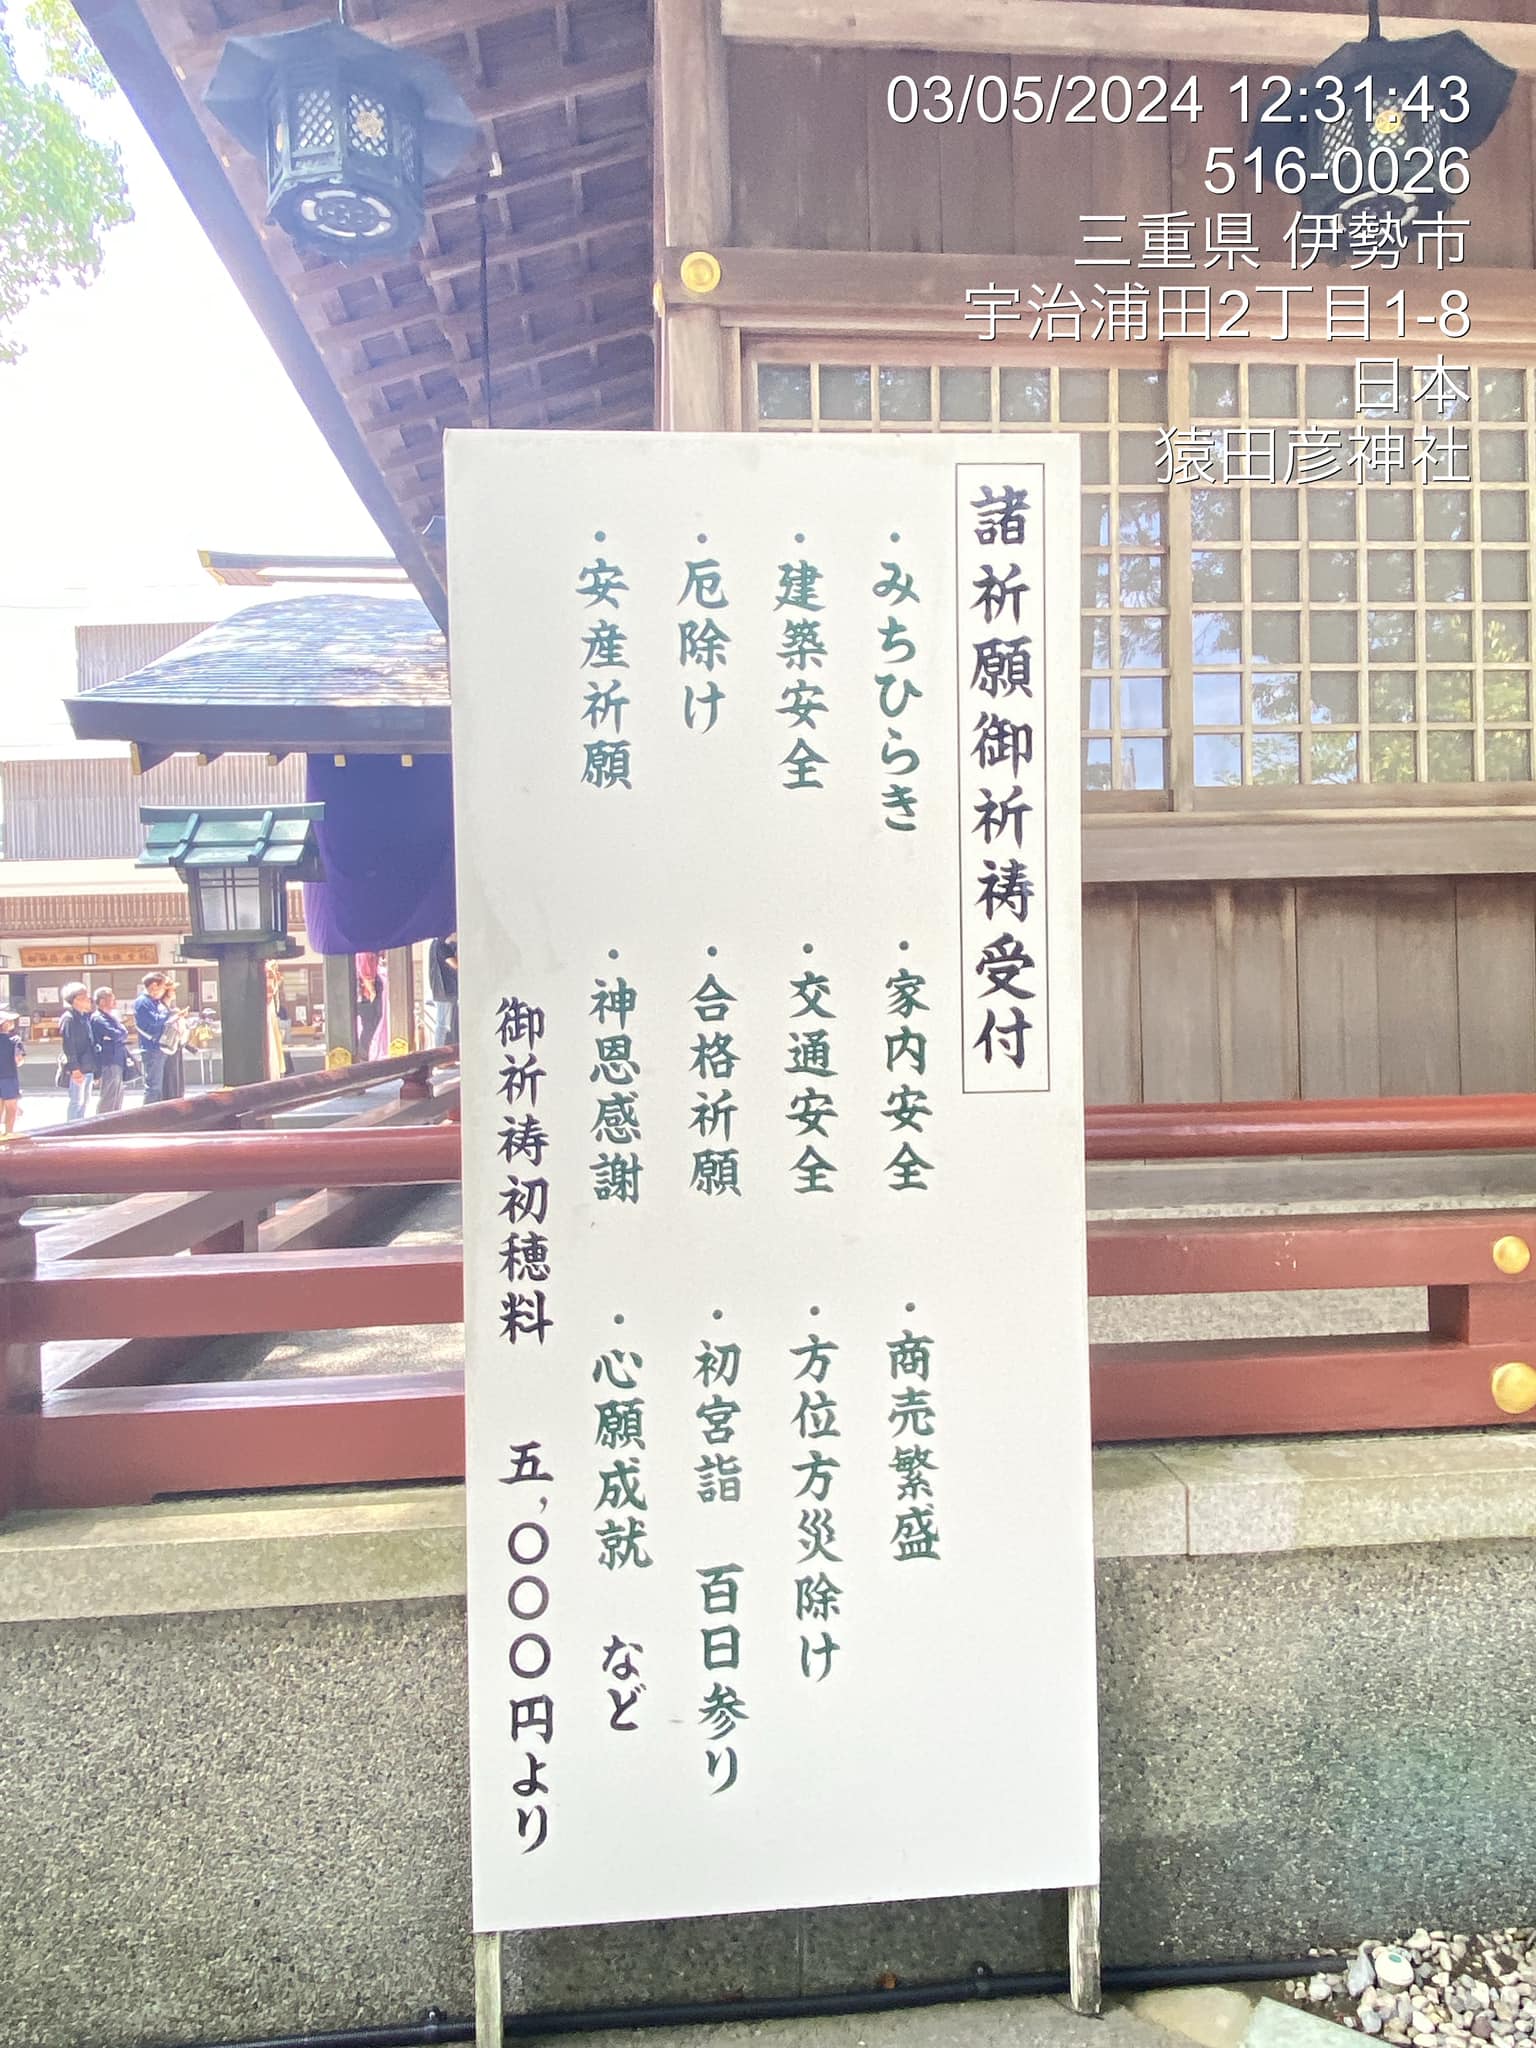 03/05/2024 12:31:43
516-0026
三重県 伊勢市
宇治浦田2丁目1-8
日本
猿田彦神社
諸祈願御祈祷受付
・みちひらき ・家内安全 ・商売繁盛
・建築安全 ・交通安全 ・方位方災除け
・厄除け ・合格祈願 ・初宮詣 百日参り
・安産祈願 ・神恩感謝 ・心願成就 など
御祈祷初穂料 五,〇〇〇円より